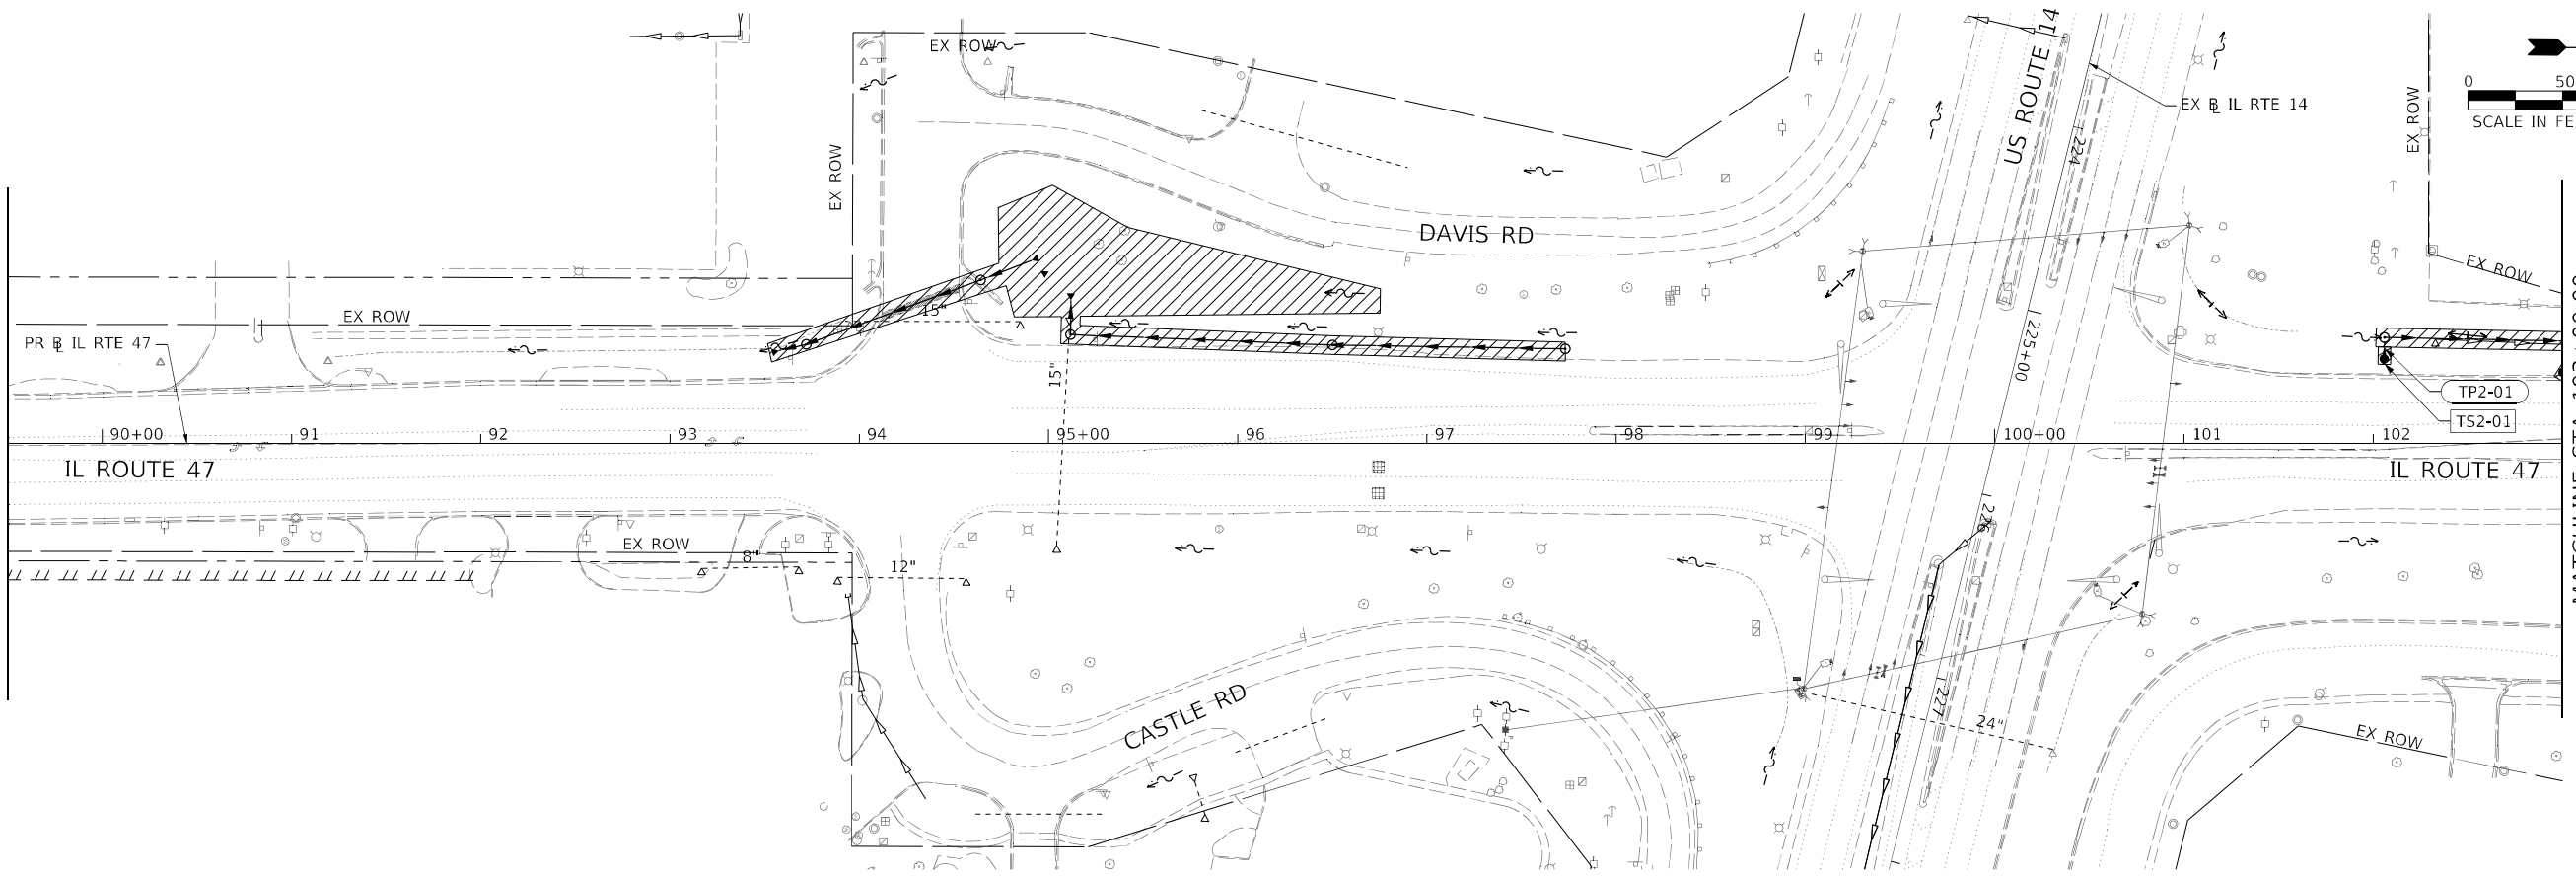 US ROUTE 14
EX ROW
0 50
EX ROW
EX ℄ IL RTE 14
SCALE IN FE
224
EX ROW
DAVIS RD
EX ROW
EX ROW
15"
PR ℄ IL RTE 47
225+00
15"
TP2-01
TS2-01
90+00 91 92 93 94 95+00 96 97 98 99 100+00 101 102
IL ROUTE 47
IL ROUTE 47
226
EX ROW
8"
12"
CASTLE RD
227
24"
EX ROW